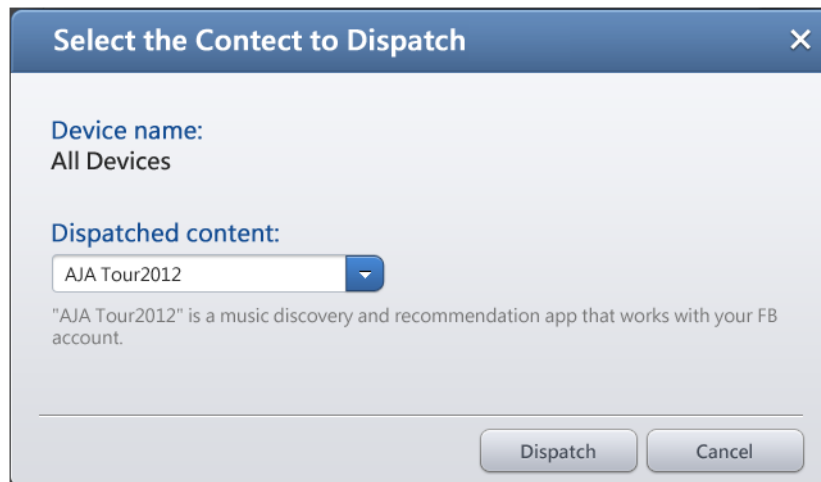 Select the Contect to Dispatch
Device name:
All Devices
Dispatched content:
AJA Tour2012
"AJA Tour2012" is a music discovery and recommendation app that works with your FB
account.
Dispatch
Cancel